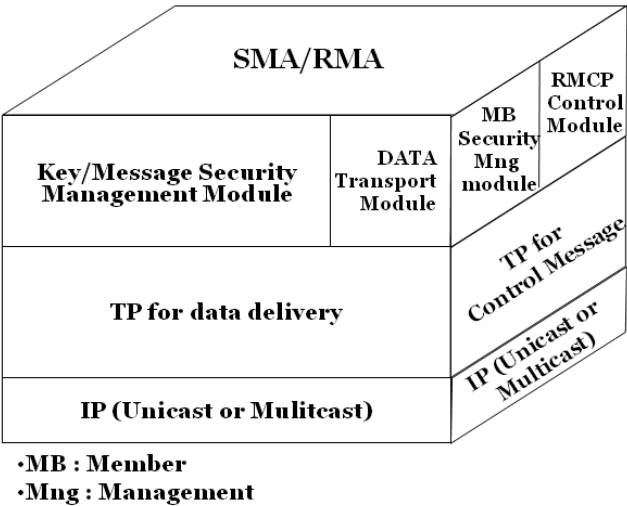 SMA/RMA
Key/Message Security
Management Module
DATA
Transport
Module
MB
Security
Mng
module
RMCP
Control
Module
TP for data delivery
TP for
Control Message
IP (Unicast or Mulitcast)
IP (Unicast or
Multicast)
•MB : Member
•Mng : Management